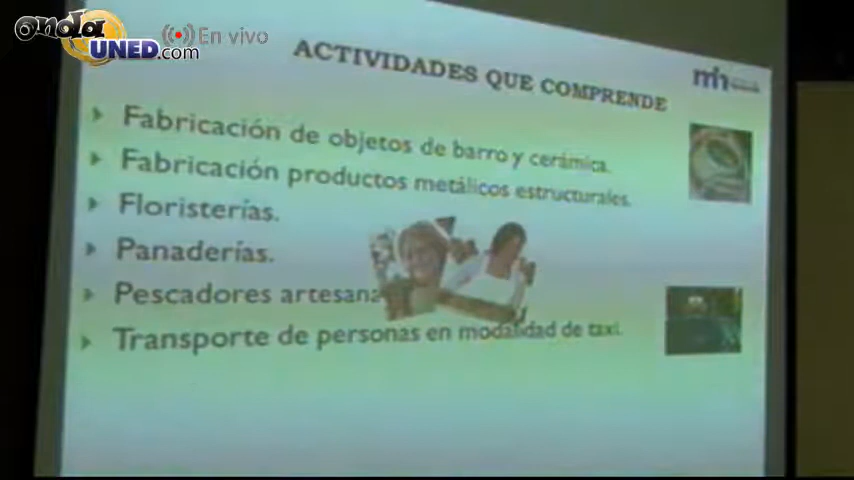 onda
UNED.com
En vivo
ACTIVIDADES QUE COMPRENDE
mh
Fabricación de objetos de barro y cerámica.
Fabricación productos metálicos estructurales.
Floristerías.
Panaderías.
Pescadores artesana
Transporte de personas en modalidad de taxi.